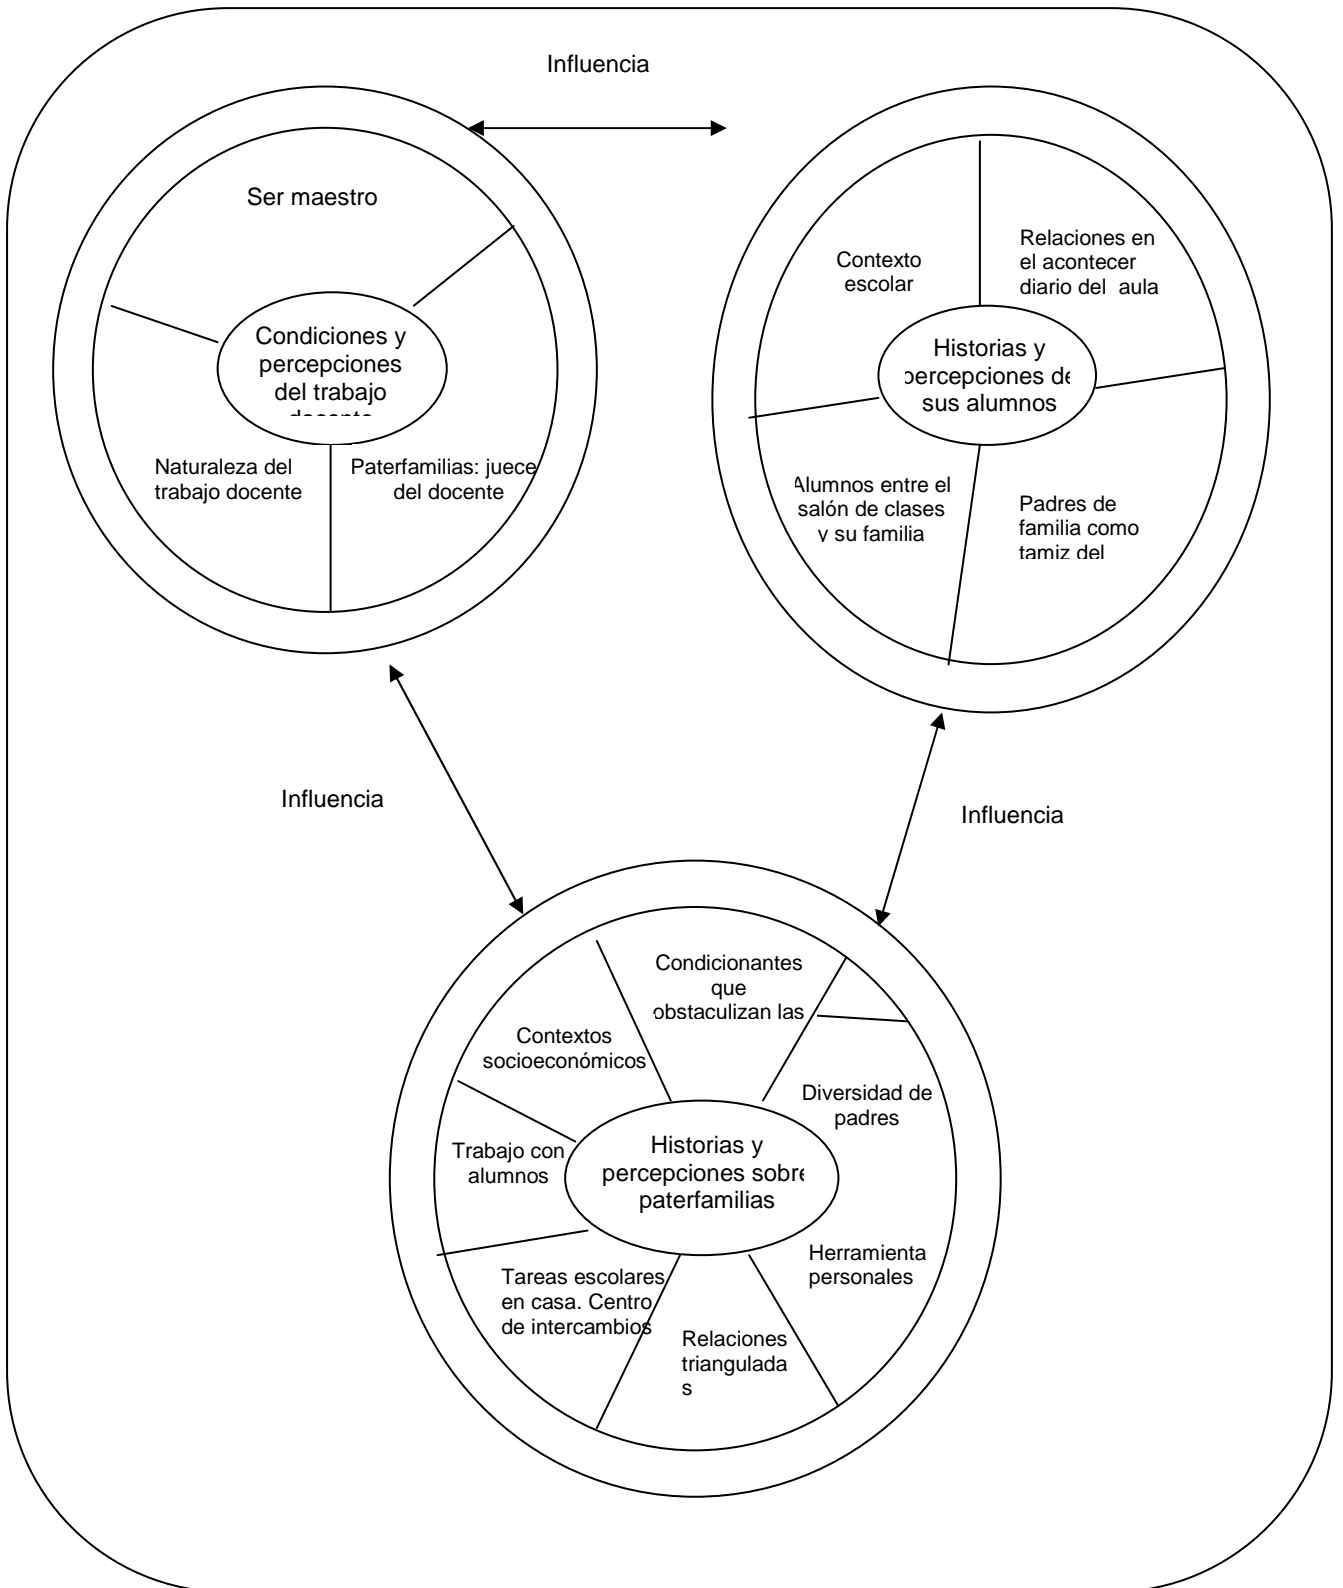 Influencia
Ser maestro
Condiciones y
percepciones
del trabajo
docente
Naturaleza del
trabajo docente
Paterfamilias: juece
del docente
Contexto
escolar
Relaciones en
el acontecer
diario del aula
Historias y
percepciones de
sus alumnos
Alumnos entre el
salón de clases
y su familia
Padres de
familia como
tamiz del
Influencia
Influencia
Condicionantes
que
obstaculizan las
Contextos
socioeconómicos
Diversidad de
padres
Trabajo con
alumnos
Historias y
percepciones sobre
paterfamilias
Herramienta
personales
Tareas escolares
en casa. Centro
de intercambios
Relaciones
triangulada
s